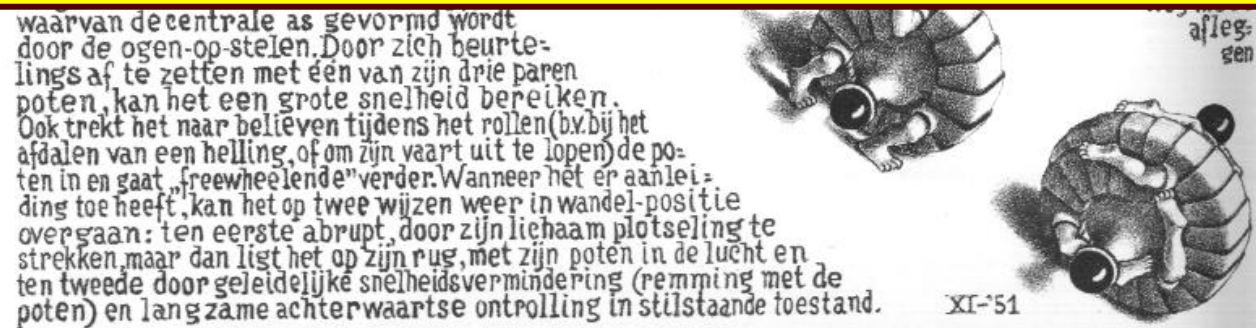 waarvan de centrale as gevormd wordt
door de ogen-op-stelen. Door zich beurte=
lings af te zetten met één van zijn drie paren
poten, kan het een grote snelheid bereiken.
Ook trekt het naar believen tijdens het rollen (b.v. bij het
afdalen van een helling, of om zijn vaart uit te lopen) de po=
ten in en gaat „freewheelende” verder. Wanneer het er aanlei=
ding toe heeft, kan het op twee wijzen weer in wandel-positie
overgaan: ten eerste abrupt, door zijn lichaam plotseling te
strekken, maar dan ligt het op zijn rug, met zijn poten in de lucht en
ten tweede door geleidelijke snelheidsvermindering (remming met de
poten) en langzame achterwaartse ontrolling in stilstaande toestand.
XI-'51
afleg=
gen